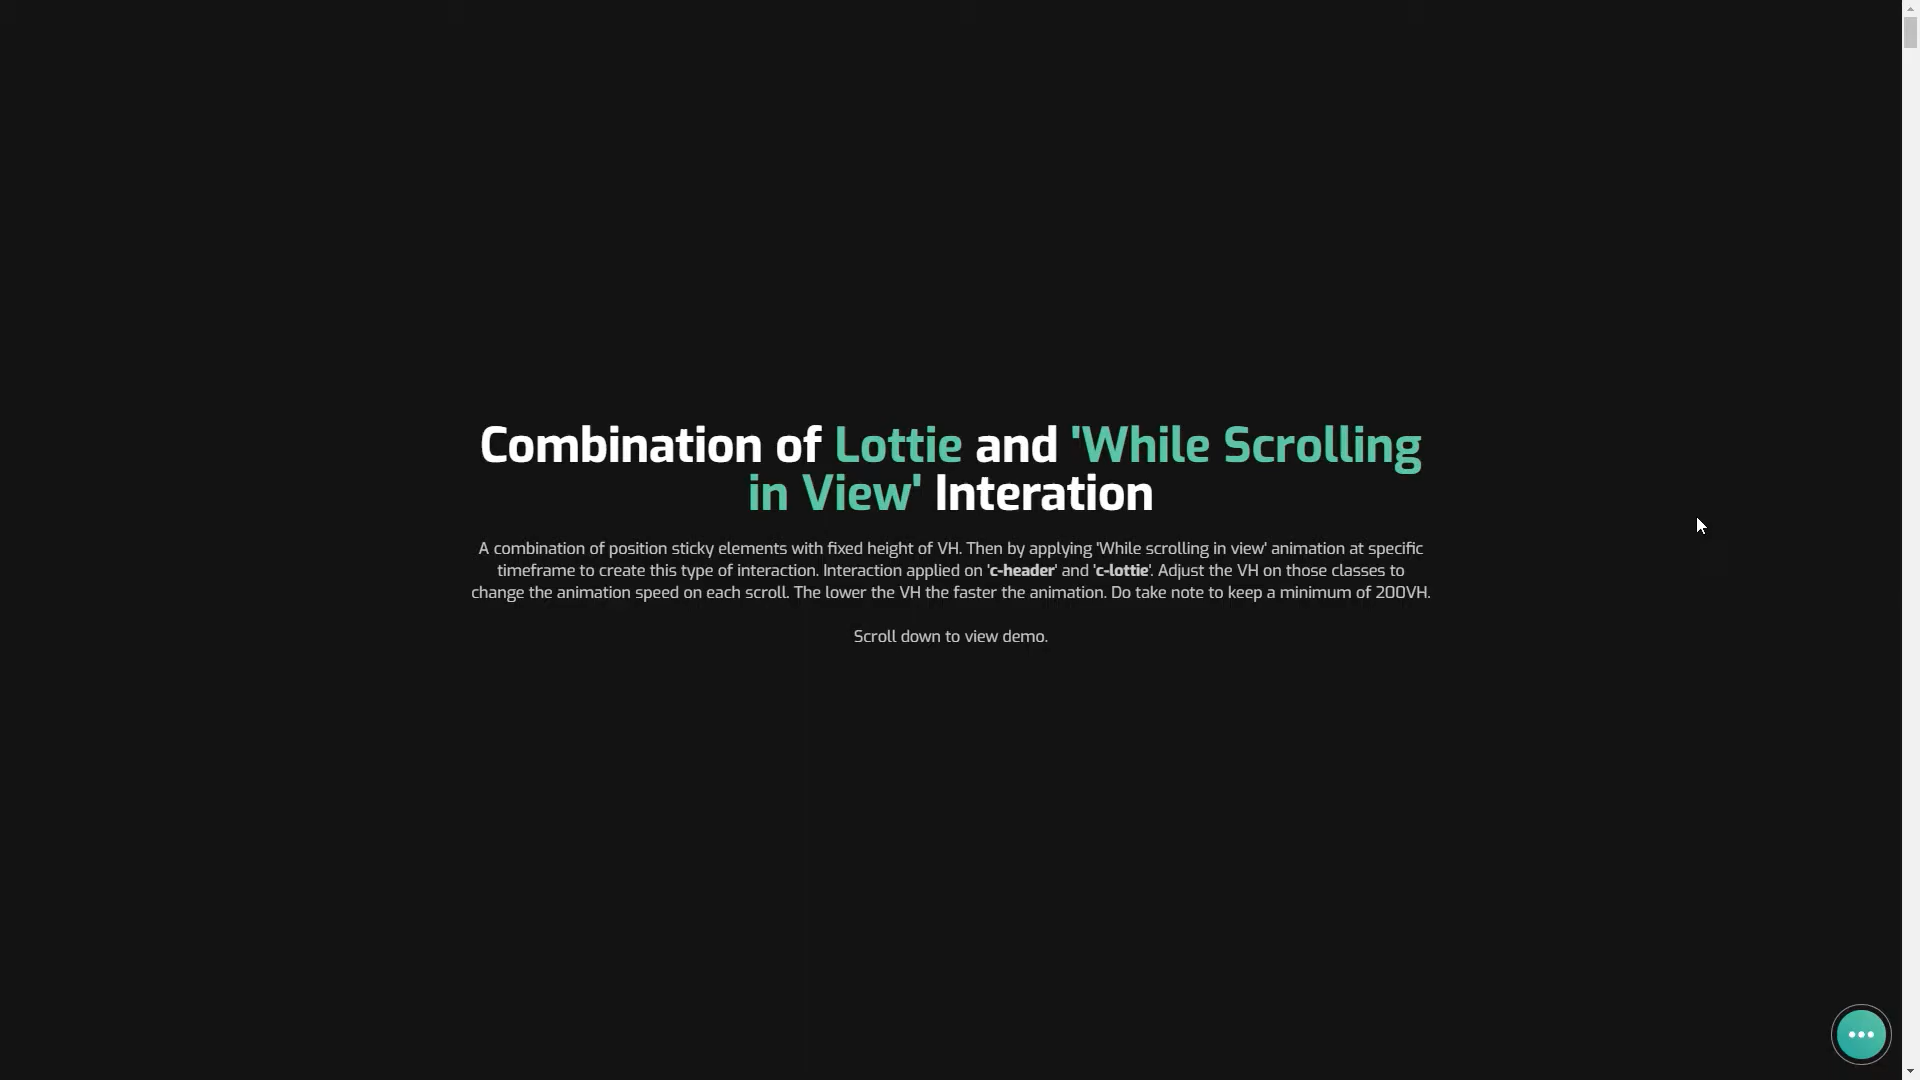 Combination of Lottie and 'While Scrolling
in View' Interation
A combination of position sticky elements with fixed height of VH. Then by applying 'While scrolling in view' animation at specific
timeframe to create this type of interaction. Interaction applied on 'c-header' and 'c-lottie'. Adjust the VH on those classes to
change the animation speed on each scroll. The lower the VH the faster the animation. Do take note to keep a minimum of 200VH.
Scroll down to view demo.